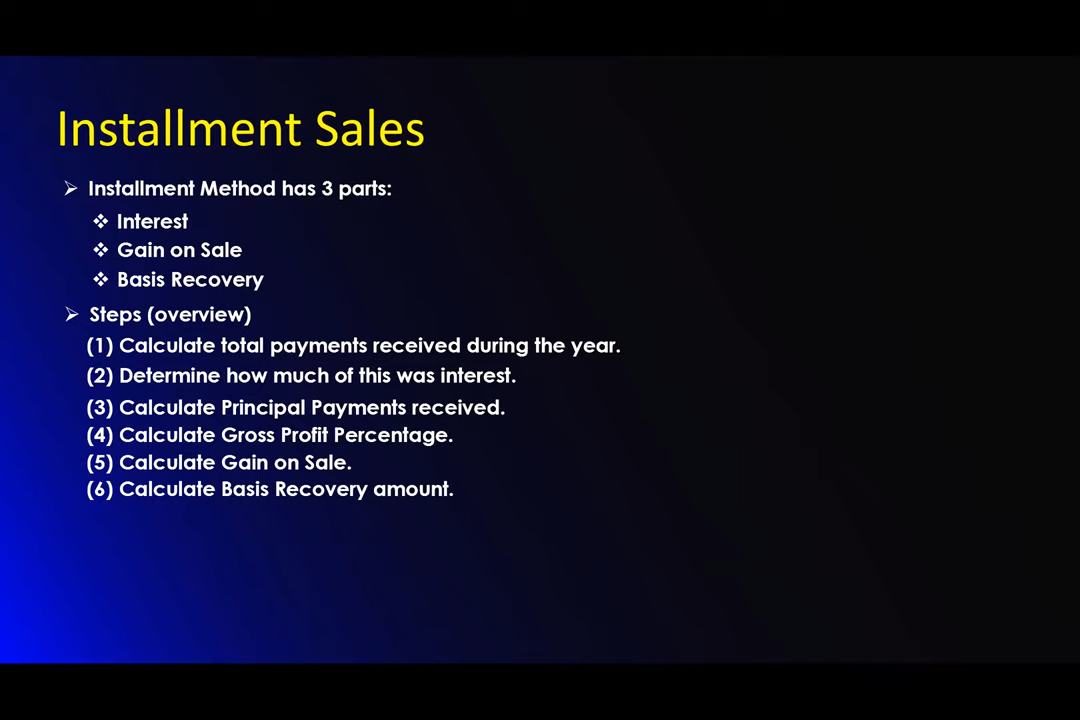 Installment Sales
➢ Installment Method has 3 parts:
❖ Interest
❖ Gain on Sale
❖ Basis Recovery
➢ Steps (overview)
(1) Calculate total payments received during the year.
(2) Determine how much of this was interest.
(3) Calculate Principal Payments received.
(4) Calculate Gross Profit Percentage.
(5) Calculate Gain on Sale.
(6) Calculate Basis Recovery amount.